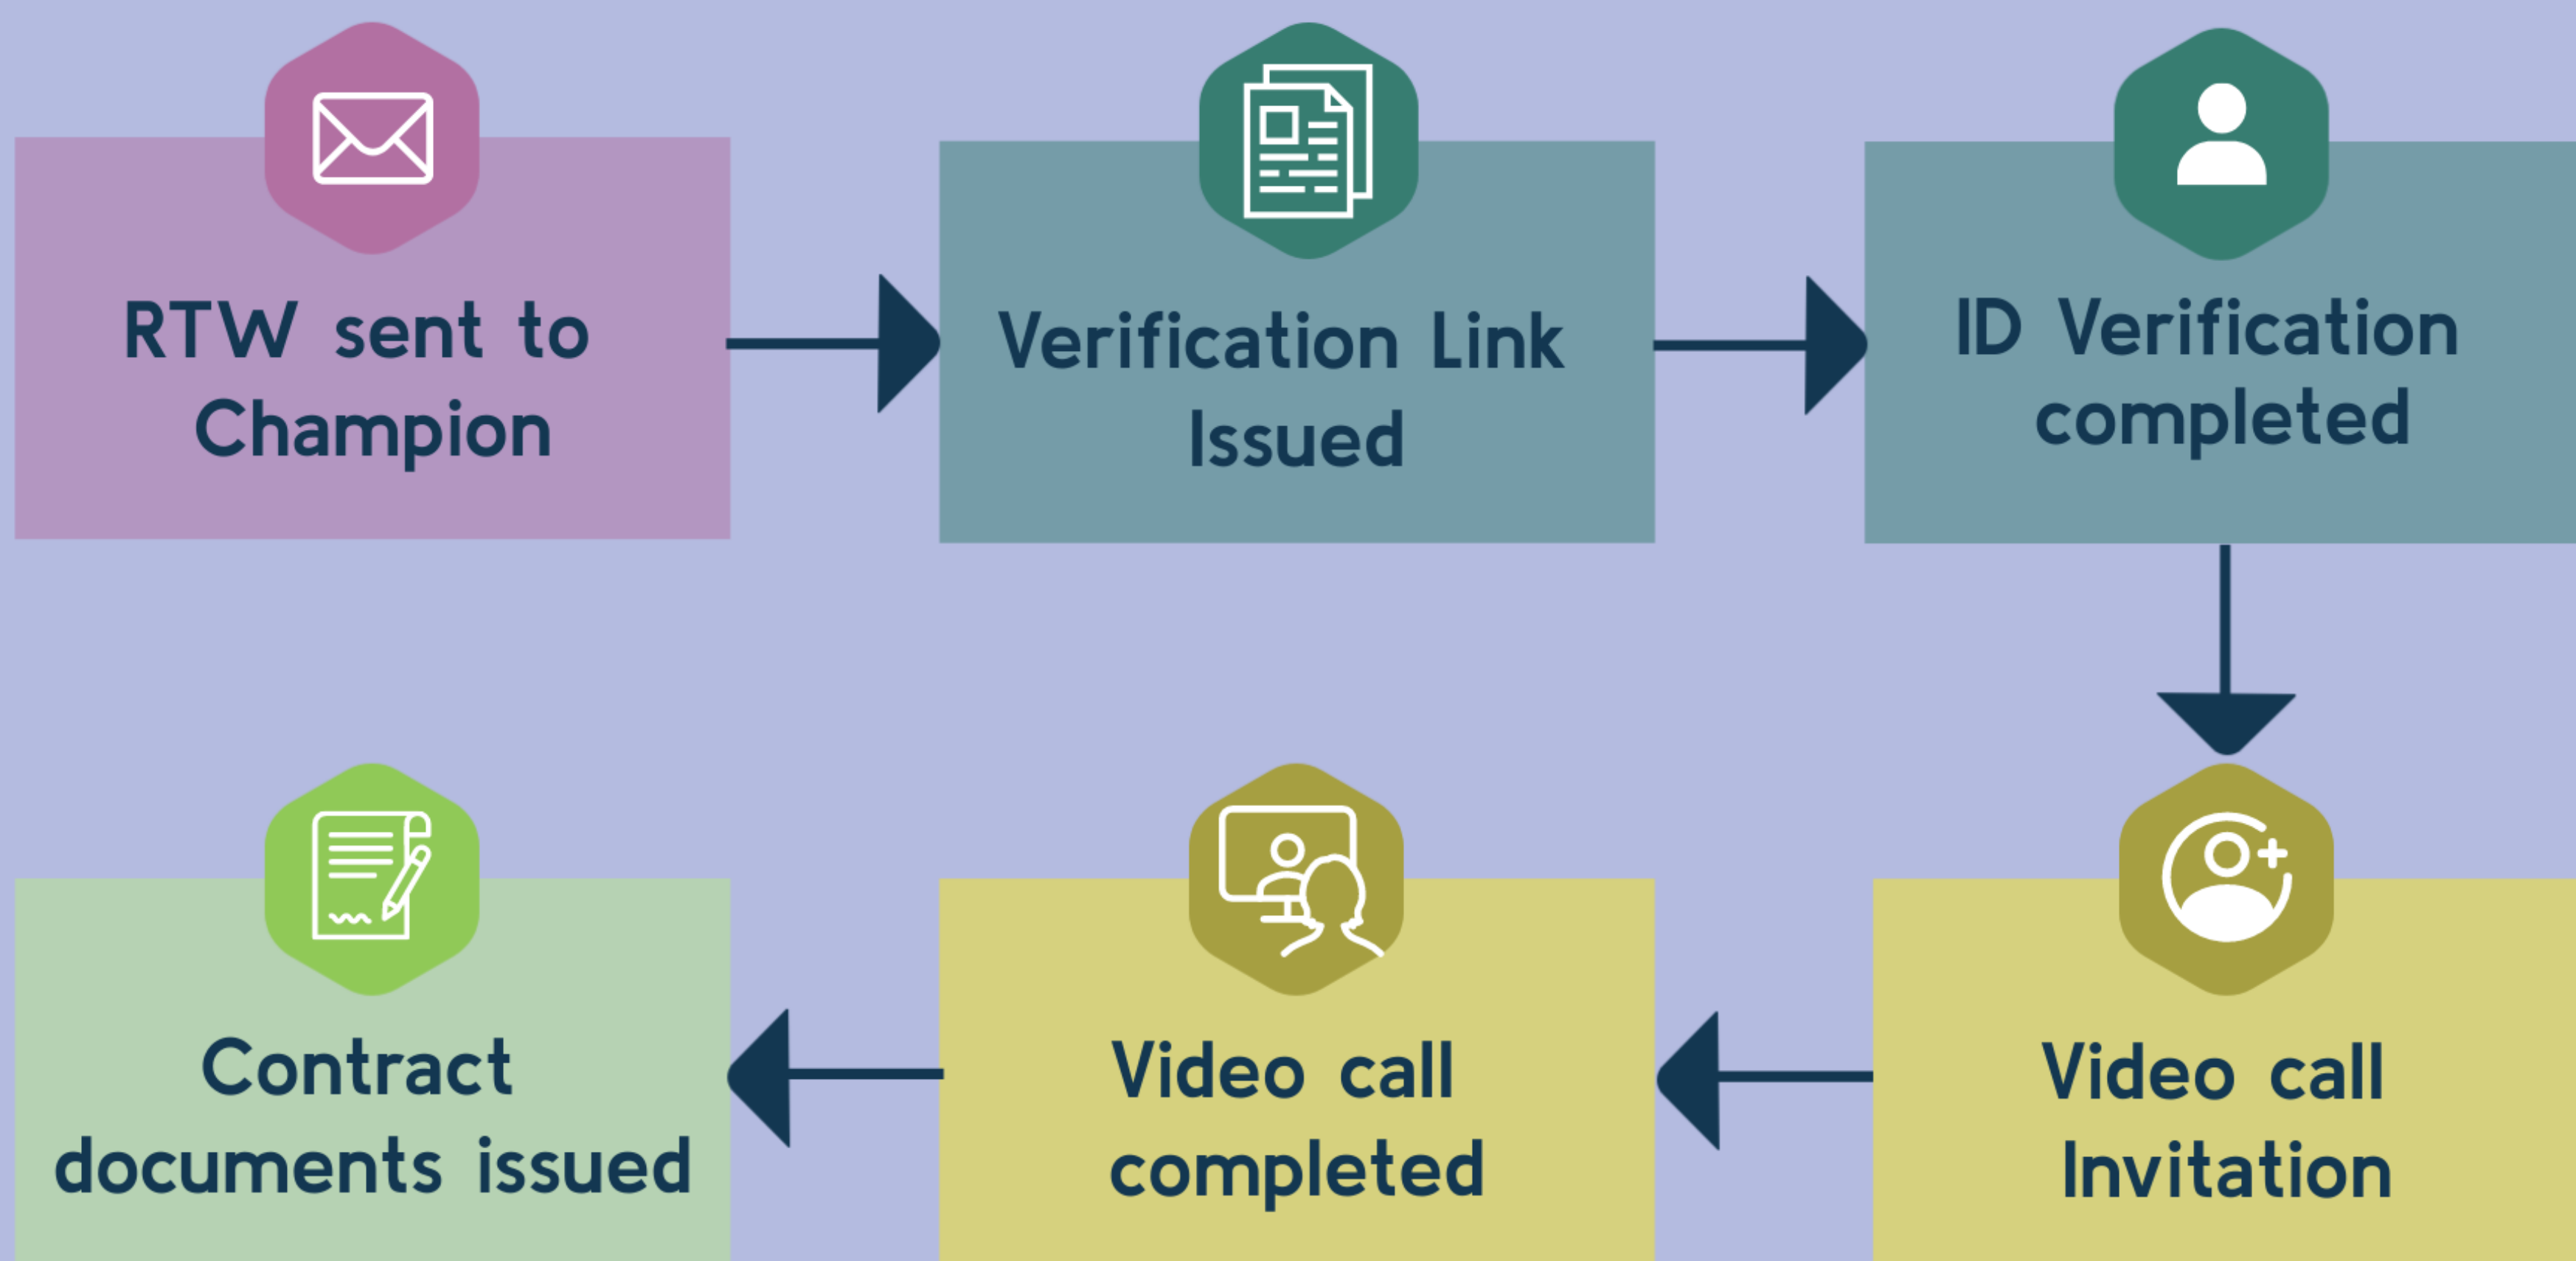 RTW sent to
Champion
Verification Link
Issued
ID Verification
completed
Video call
Invitation
Video call
completed
Contract
documents issued